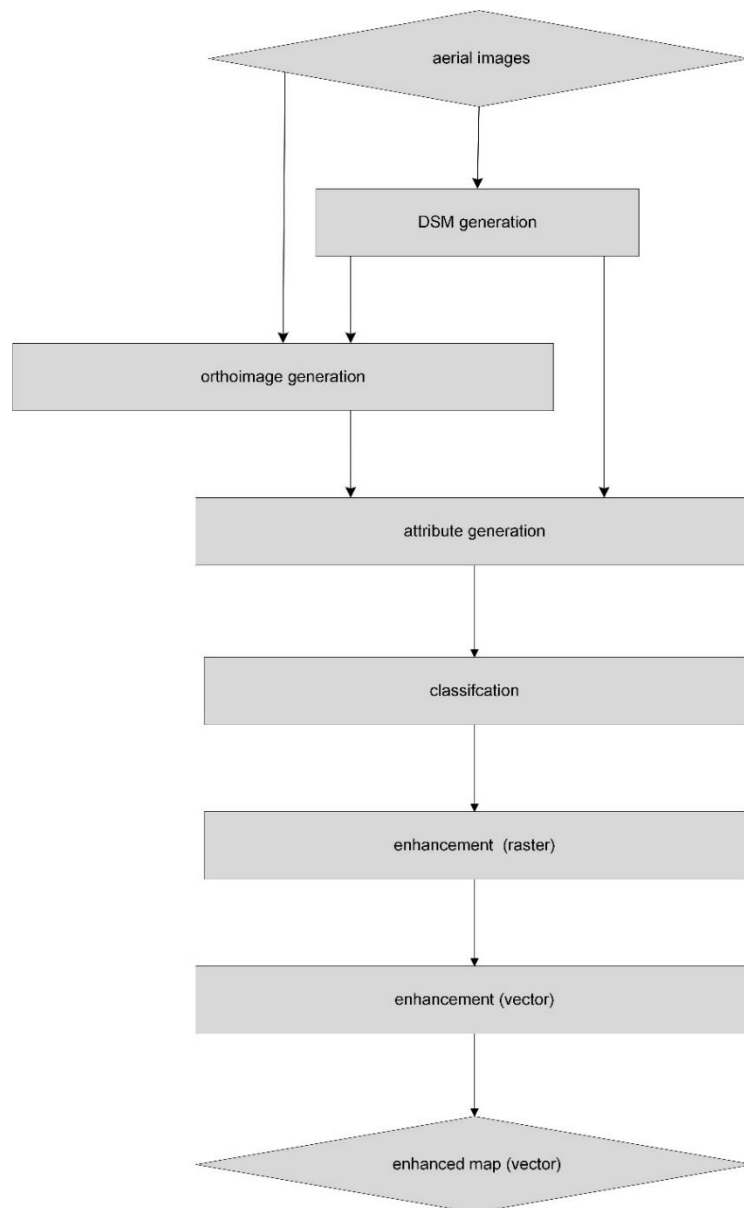 aerial images
DSM generation
orthoimage generation
attribute generation
classifcation
enhancement  (raster)
enhancement (vector)
enhanced map (vector)